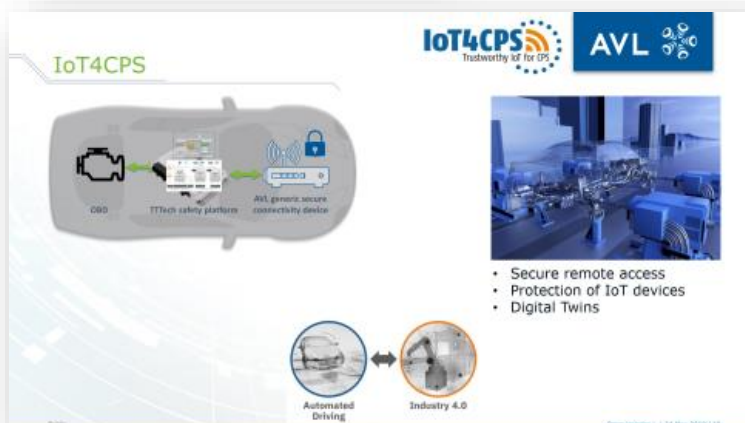 IoT4CPS
IoT4CPS
Trustworthy IoT for CPS
AVL
OBD
TTTech safety platform
AVL generic secure
connectivity device
• Secure remote access
• Protection of IoT devices
• Digital Twins
Automated
Driving
Industry 4.0